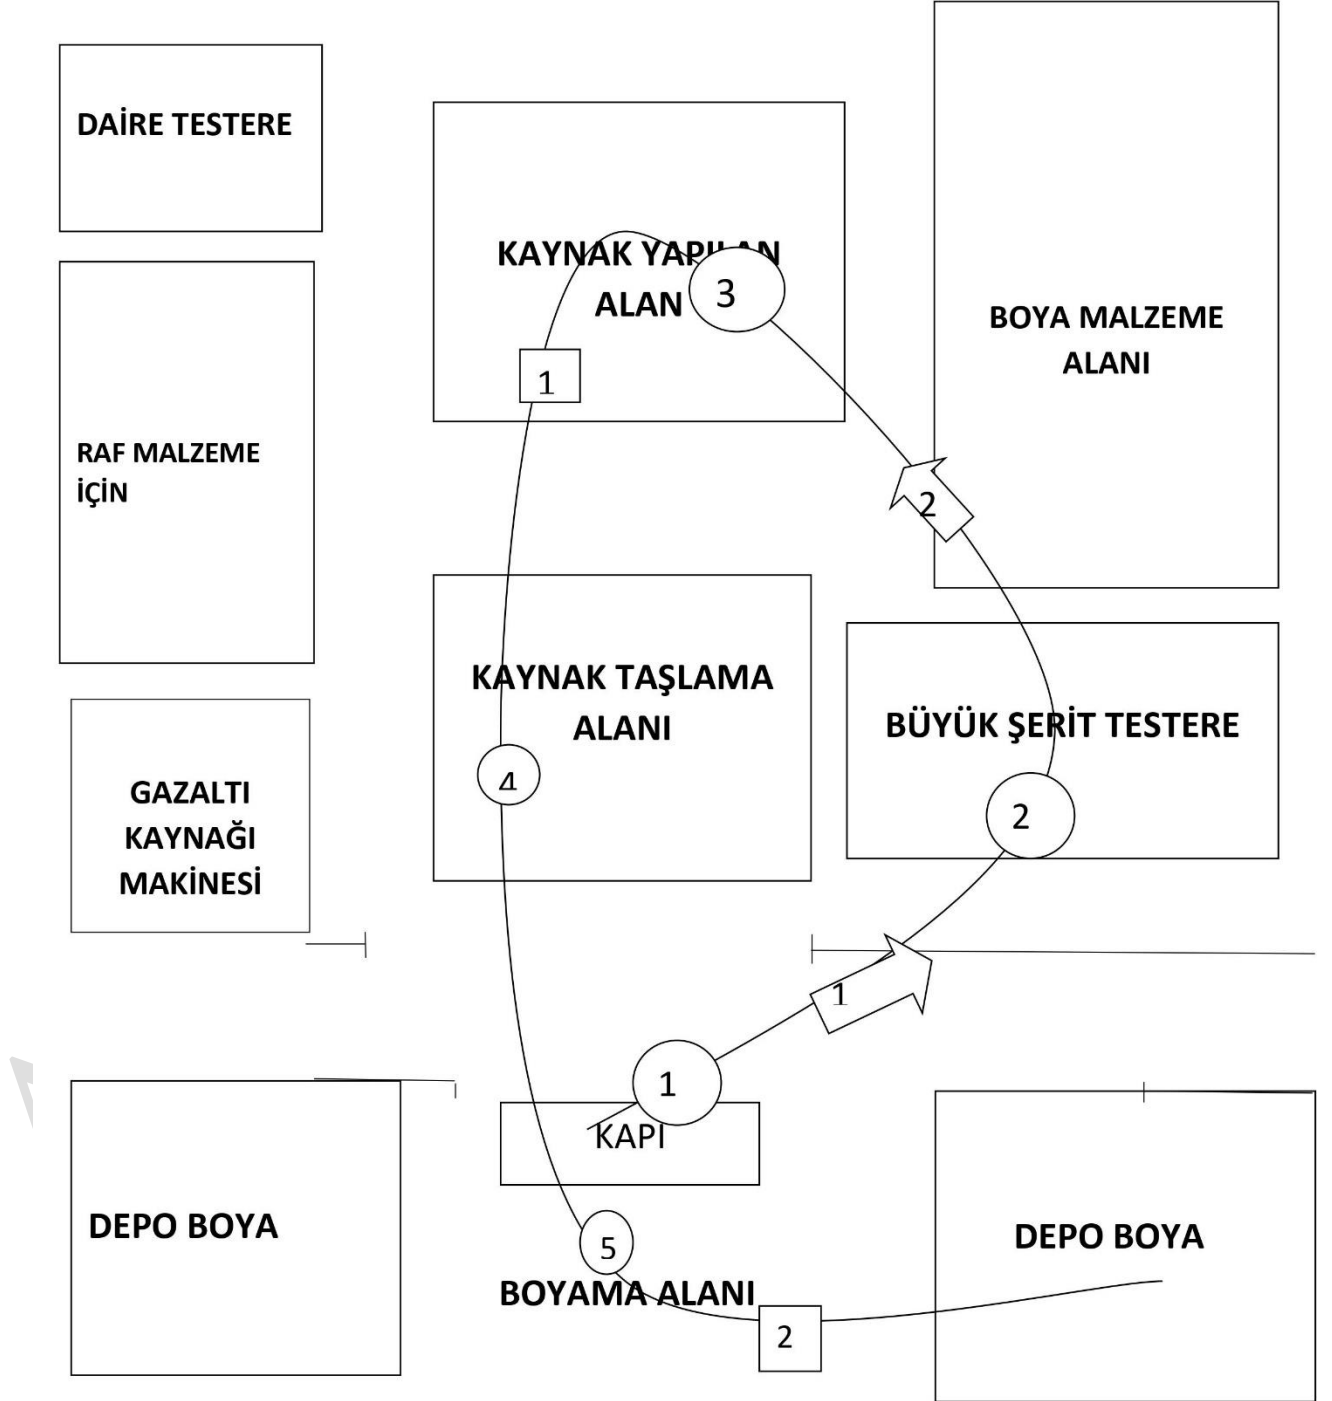 DAİRE TESTERE
KAYNAK YAPILAN
ALAN
3
1
BOYA MALZEME
ALANI
RAF MALZEME
İÇİN
2
KAYNAK TAŞLAMA
ALANI
4
BÜYÜK ŞERİT TESTERE
2
GAZALTI
KAYNAĞI
MAKİNESİ
1
1
KAPI
DEPO BOYA
5
BOYAMA ALANI
2
DEPO BOYA